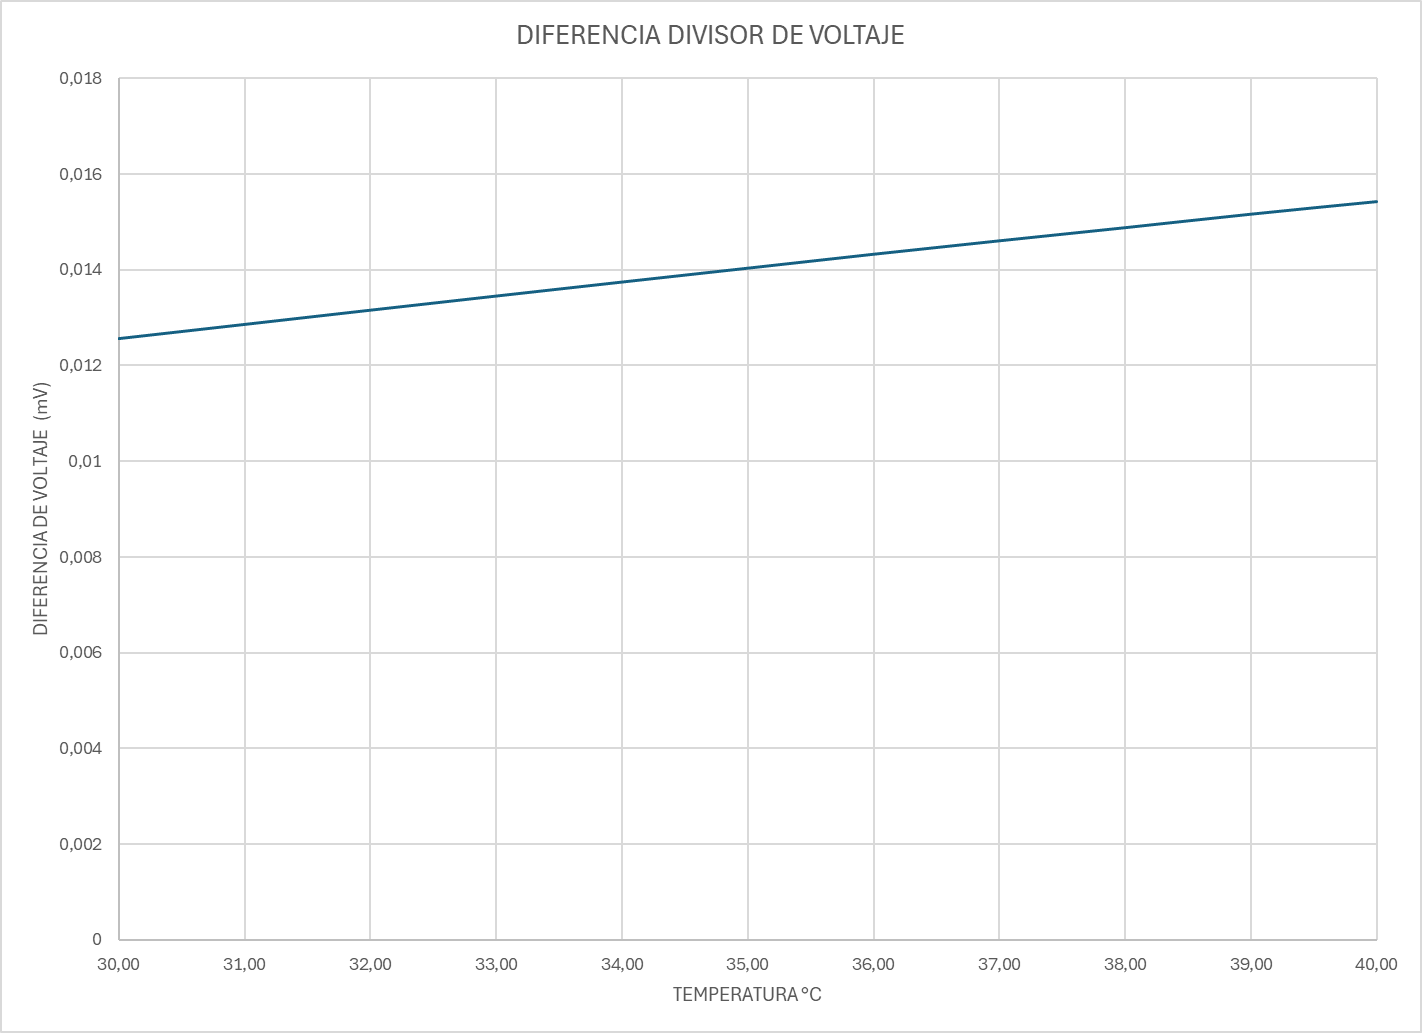 DIFERENCIA DIVISOR DE VOLTAJE
0,018
0,016
0,014
0,012
0,01
0,008
0,006
0,004
0,002
0
DIFERENCIA DE VOLTAJE (mV)
30,00 31,00 32,00 33,00 34,00 35,00 36,00 37,00 38,00 39,00 40,00
TEMPERATURA °C